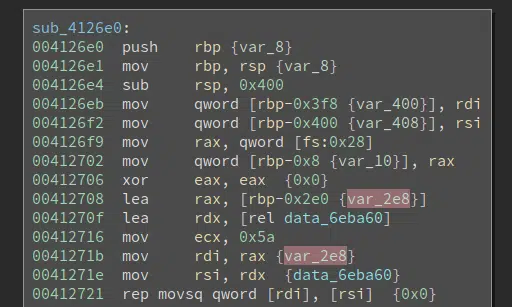 sub_4126e0:
004126e0 push rbp {var_8}
004126e1 mov rbp, rsp {var_8}
004126e4 sub rsp, 0x400
004126eb mov qword [rbp-0x3f8 {var_400}], rdi
004126f2 mov qword [rbp-0x400 {var_408}], rsi
004126f9 mov rax, qword [fs:0x28]
00412702 mov qword [rbp-0x8 {var_10}], rax
00412706 xor eax, eax {0x0}
00412708 lea rax, [rbp-0x2e0 {var_2e8}]
0041270f lea rdx, [rel data_6eba60]
00412716 mov ecx, 0x5a
0041271b mov rdi, rax {var_2e8}
0041271e mov rsi, rdx {data_6eba60}
00412721 rep movsq qword [rdi], [rsi] {0x0}